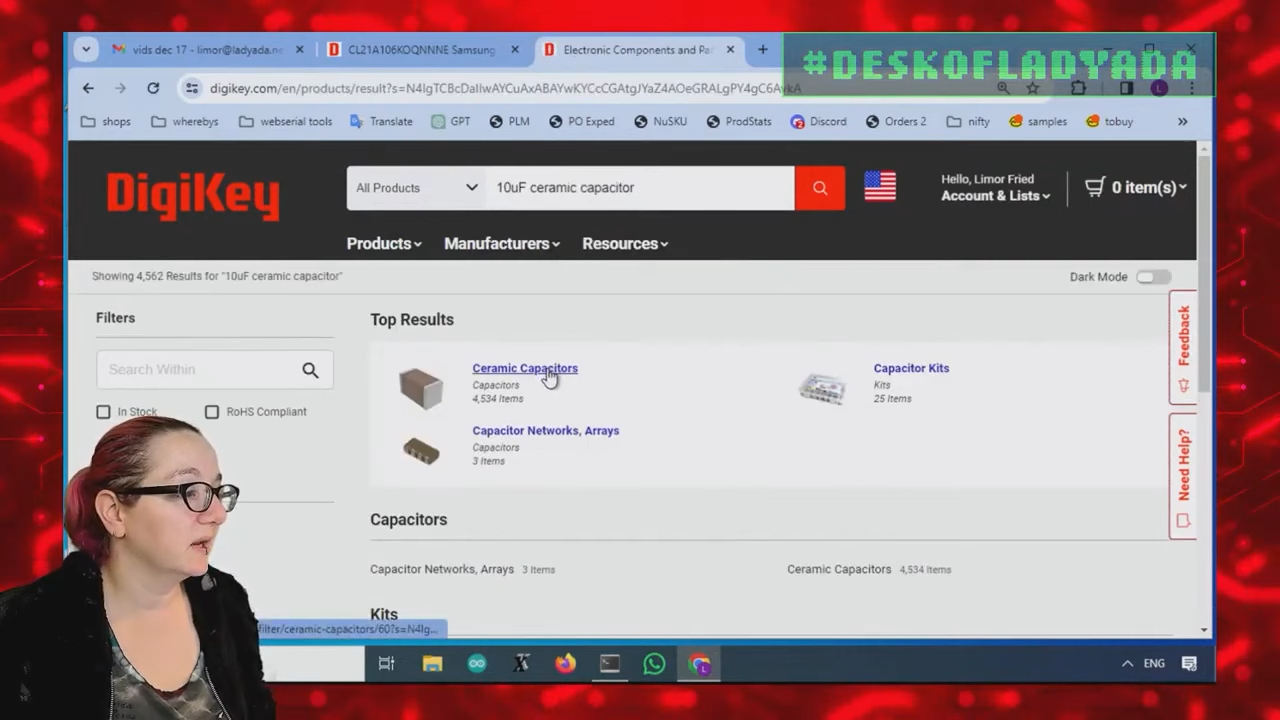 #DESKOFLADYADA
vids dec 17 - limor@ladyada.ne
CL21A106KOQNNNE Samsung
Electronic Components and Pa
digikey.com/en/products/result?s=
shops
wherebys
webserial tools
Translate
GPT
PLM
PO Exped
NuSKU
ProdStats
Discord
Orders 2
nifty
samples
tobuy
DigiKey
All Products
10uF ceramic capacitor
Hello, Limor Fried
Account & Lists
0 item(s)
Products
Manufacturers
Resources
Showing 4,562 Results for "10uF ceramic capacitor"
Dark Mode
Filters
Search Within
In Stock
RoHS Compliant
Top Results
Ceramic Capacitors
Capacitors
4,534 Items
Capacitor Kits
Kits
25 Items
Capacitor Networks, Arrays
Capacitors
3 Items
Feedback
Need Help?
Capacitors
Capacitor Networks, Arrays 3 Items
Ceramic Capacitors 4,534 Items
Kits
filter/ceramic-capacitors/60?s=N4Ig...
ENG